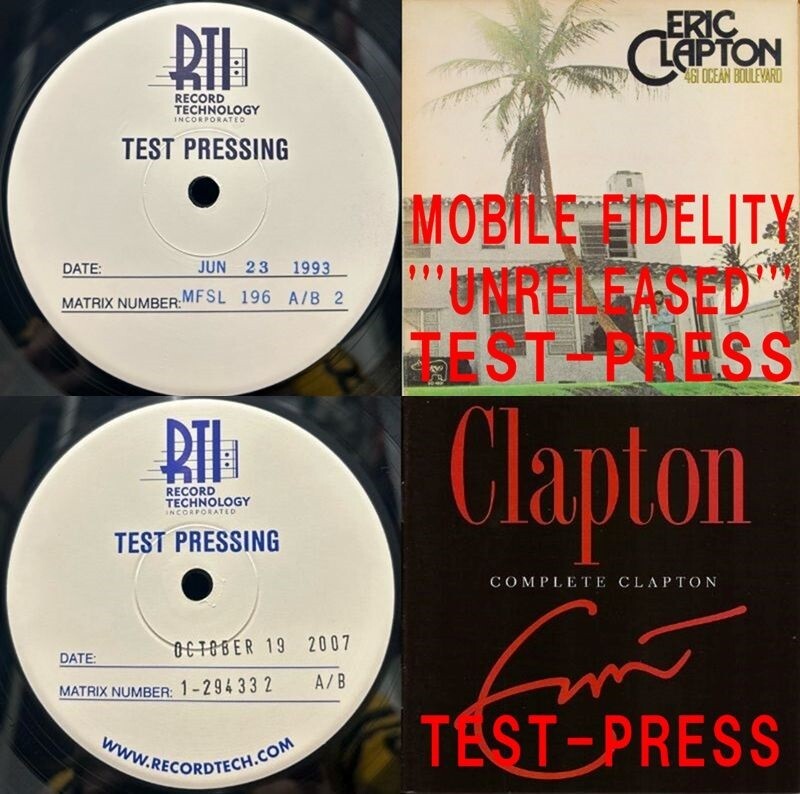 RTI
RECORD
TECHNOLOGY
INCORPORATED
TEST PRESSING
DATE: JUN 23 1993
MATRIX NUMBER: MFSL 196 A/B 2
ERIC
CLAPTON
461 OCEAN BOULEVARD
MOBILE FIDELITY
'''UNRELEASED'''
TEST-PRESS
RTI
RECORD
TECHNOLOGY
INCORPORATED
TEST PRESSING
DATE: OCTOBER 19 2007
MATRIX NUMBER: 1-294332 A/B
WWW.RECORDTECH.COM
Clapton
COMPLETE CLAPTON
TEST-PRESS